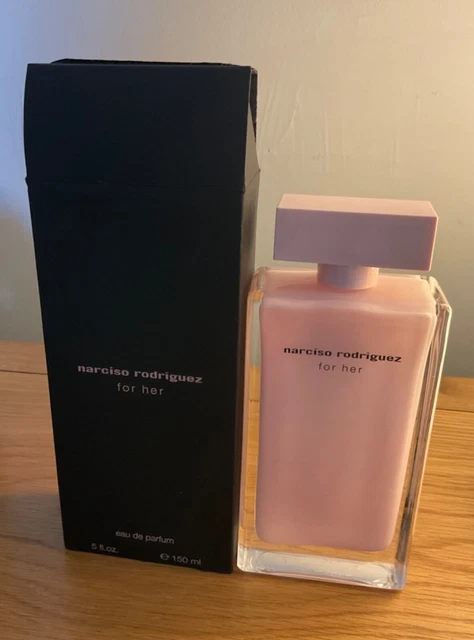 narciso rodriguez
for her
eau de parfum
5 fl.oz. ℮ 150 ml
narciso rodriguez
for her